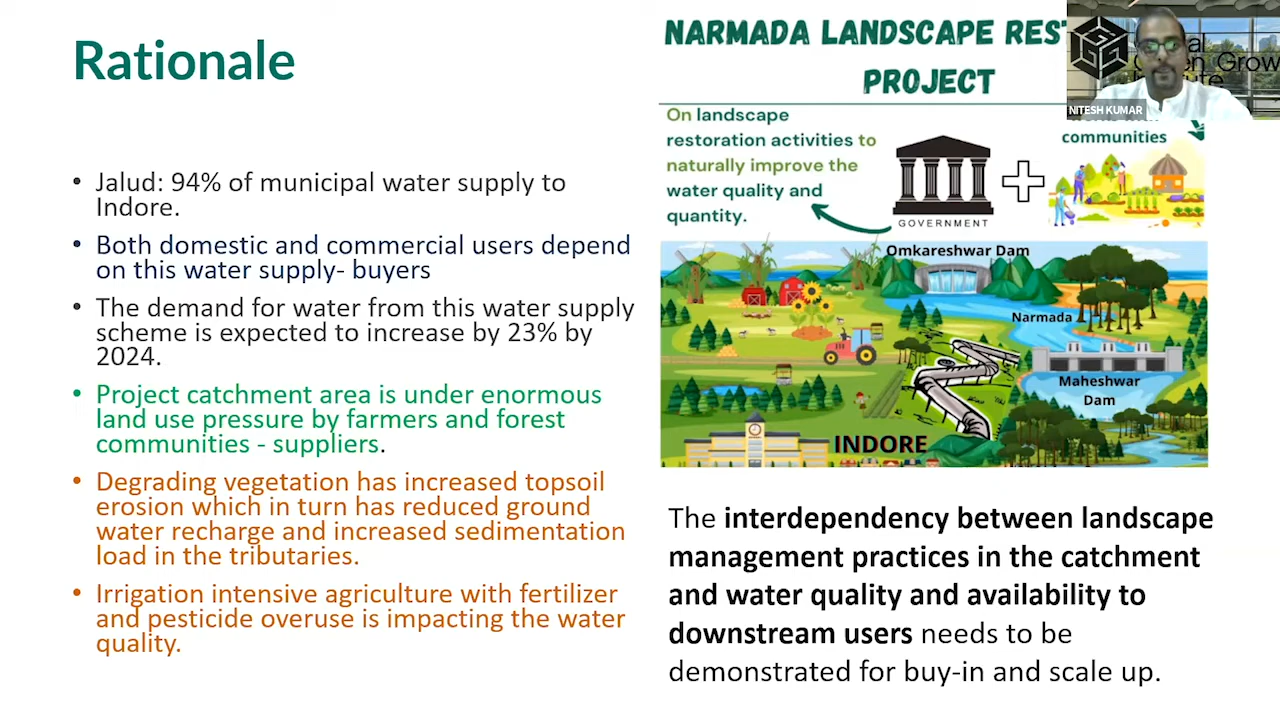 Rationale
• Jalud: 94% of municipal water supply to
Indore.
• Both domestic and commercial users depend
on this water supply- buyers
• The demand for water from this water supply
scheme is expected to increase by 23% by
2024.
• Project catchment area is under enormous
land use pressure by farmers and forest
communities - suppliers.
• Degrading vegetation has increased topsoil
erosion which in turn has reduced ground
water recharge and increased sedimentation
load in the tributaries.
• Irrigation intensive agriculture with fertilizer
and pesticide overuse is impacting the water
quality.
NARMADA LANDSCAPE
PROJECT
On landscape
restoration activities to
naturally improve the
water quality and
quantity.
GOVERNMENT
communities
Omkareshwar Dam
Narmada
Maheshwar
Dam
INDORE
NITESH KUMAR
The interdependency between landscape
management practices in the catchment
and water quality and availability to
downstream users needs to be
demonstrated for buy-in and scale up.